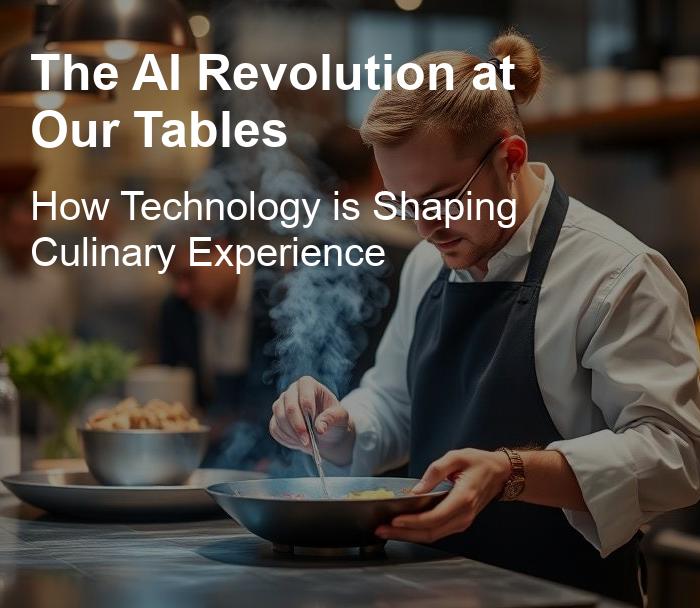 The AI Revolution at
Our Tables
How Technology is Shaping
Culinary Experience